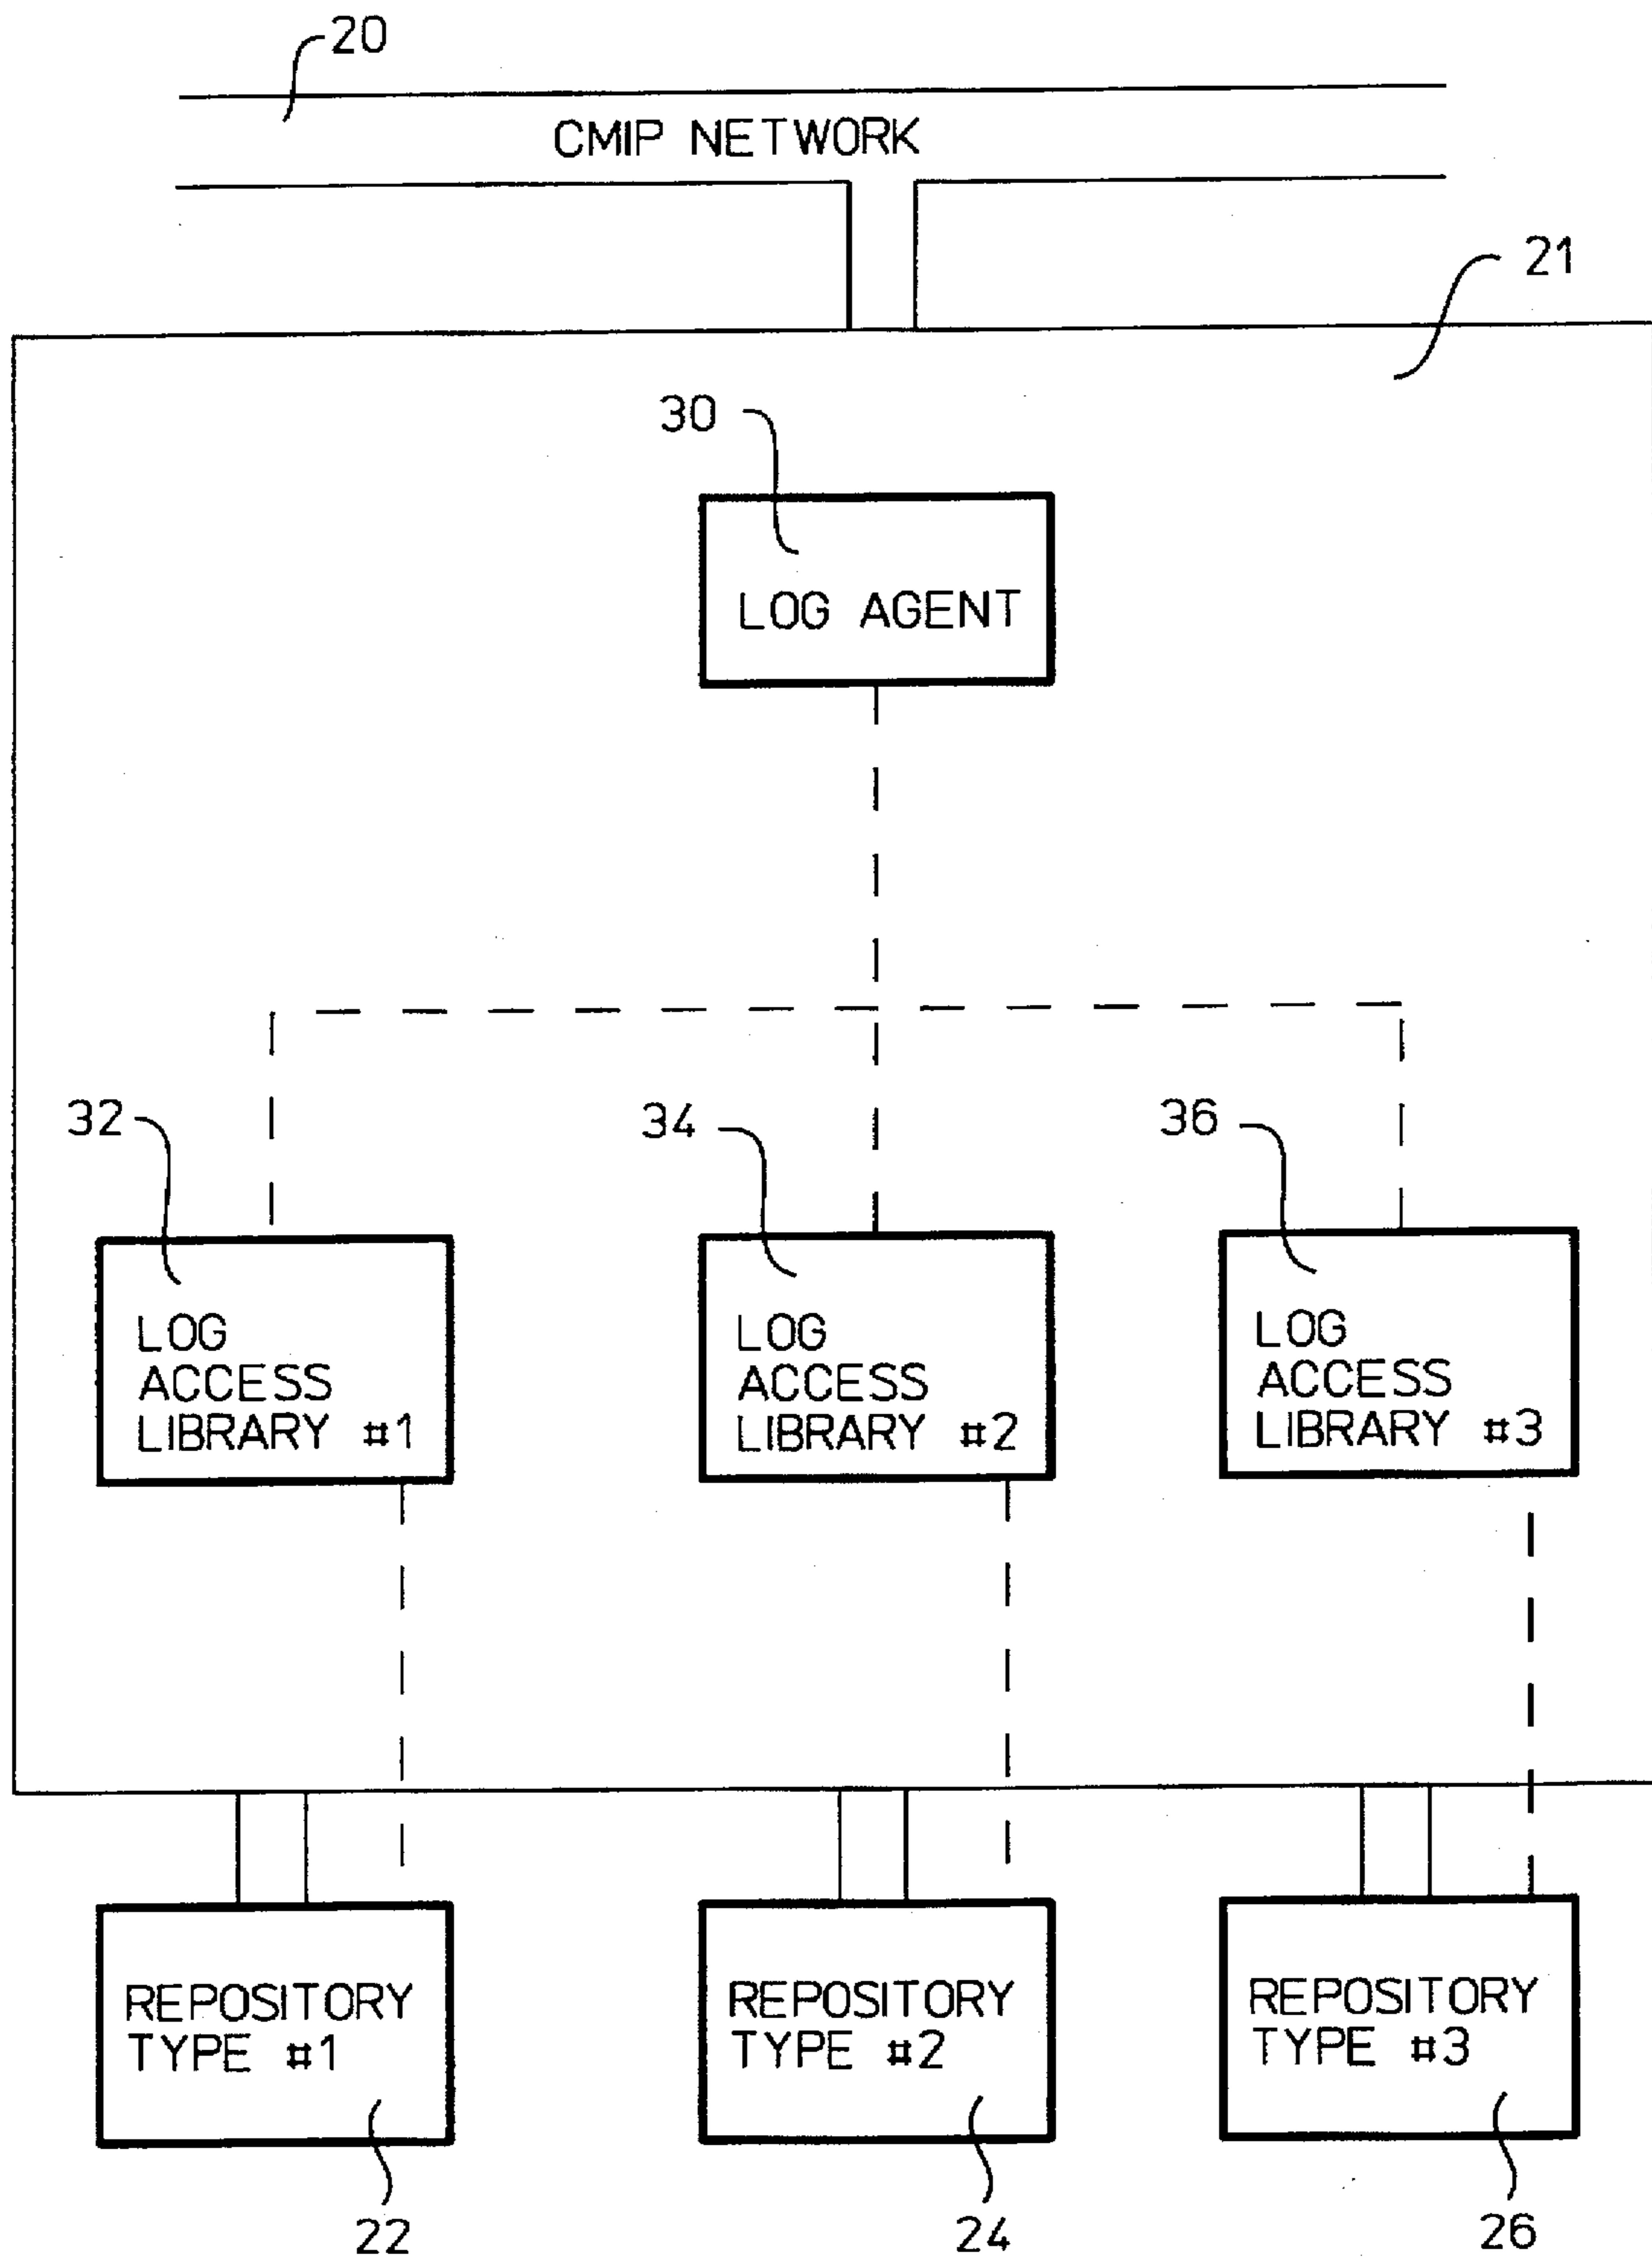 20
CMIP NETWORK
21
30
LOG AGENT
32
34
36
LOG
ACCESS
LIBRARY #1
LOG
ACCESS
LIBRARY #2
LOG
ACCESS
LIBRARY #3
REPOSITORY
TYPE #1
REPOSITORY
TYPE #2
REPOSITORY
TYPE #3
22
24
26